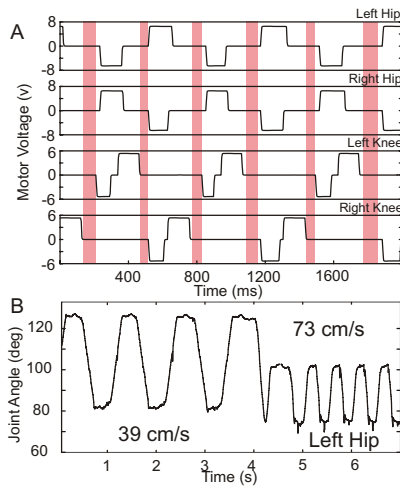 A
Left Hip
8
0
-8
Right Hip
8
0
-8
Left Knee
6
0
-6
Right Knee
6
0
-6
Motor Voltage (v)
400 800 1200 1600
Time (ms)
B
120
100
80
60
Joint Angle (deg)
73 cm/s
39 cm/s
Left Hip
1 2 3 4 5 6
Time (s)